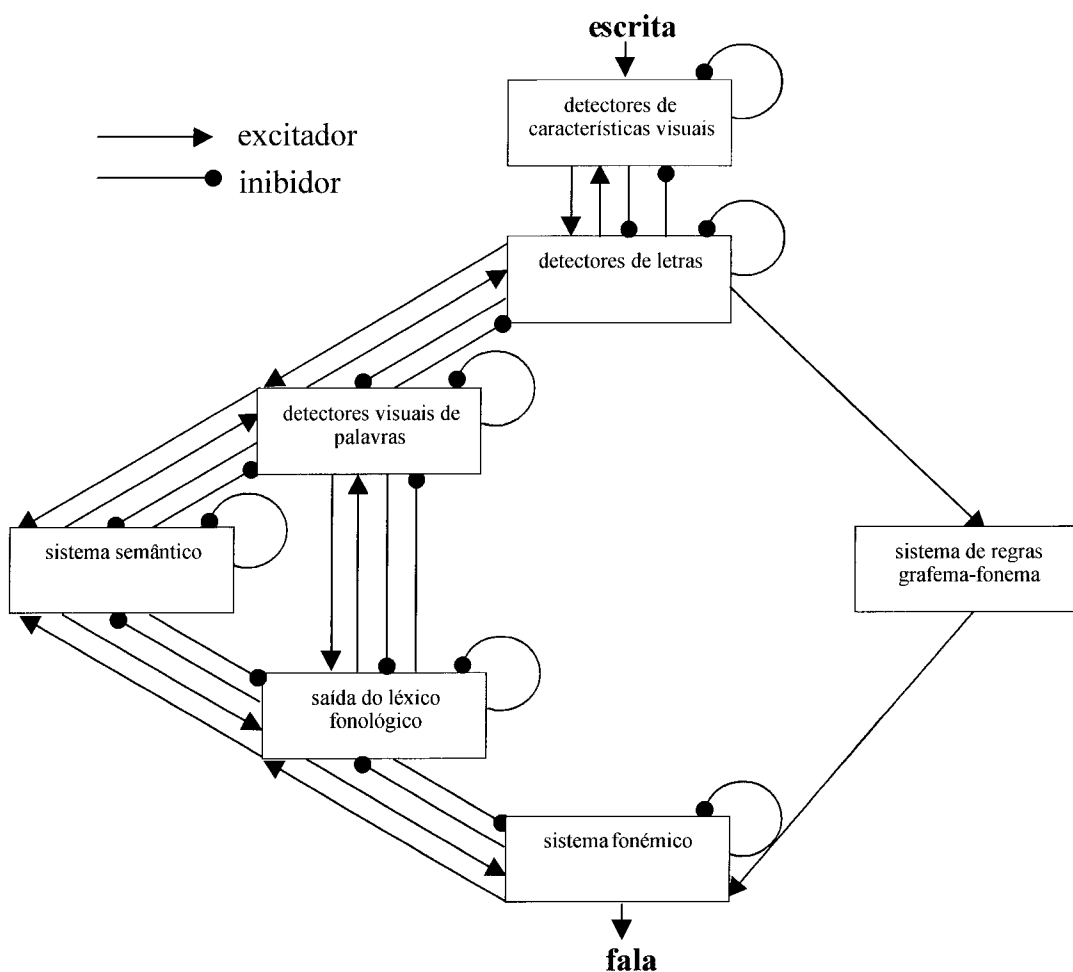 escrita
detectores de
características visuais
excitador
inibidor
detectores de letras
detectores visuais de
palavras
sistema semântico
sistema de regras
grafema-fonema
saída do léxico
fonológico
sistema fonémico
fala